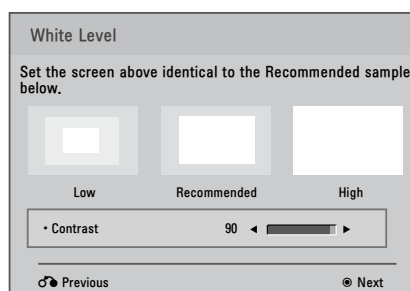 White Level
Set the screen above identical to the Recommended sample
below.
Low Recommended High
• Contrast 90 ◄ ►
Previous Next